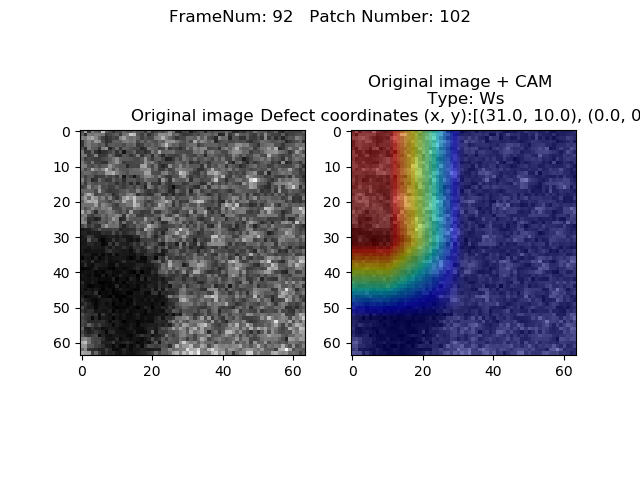 FrameNum: 92   Patch Number: 102
Original image + CAM
Type: Ws
Original image
Defect coordinates (x, y):[(31.0, 10.0), (0.0, 0
0
10
20
30
40
50
60
0 20 40 60
0
10
20
30
40
50
60
0 20 40 60